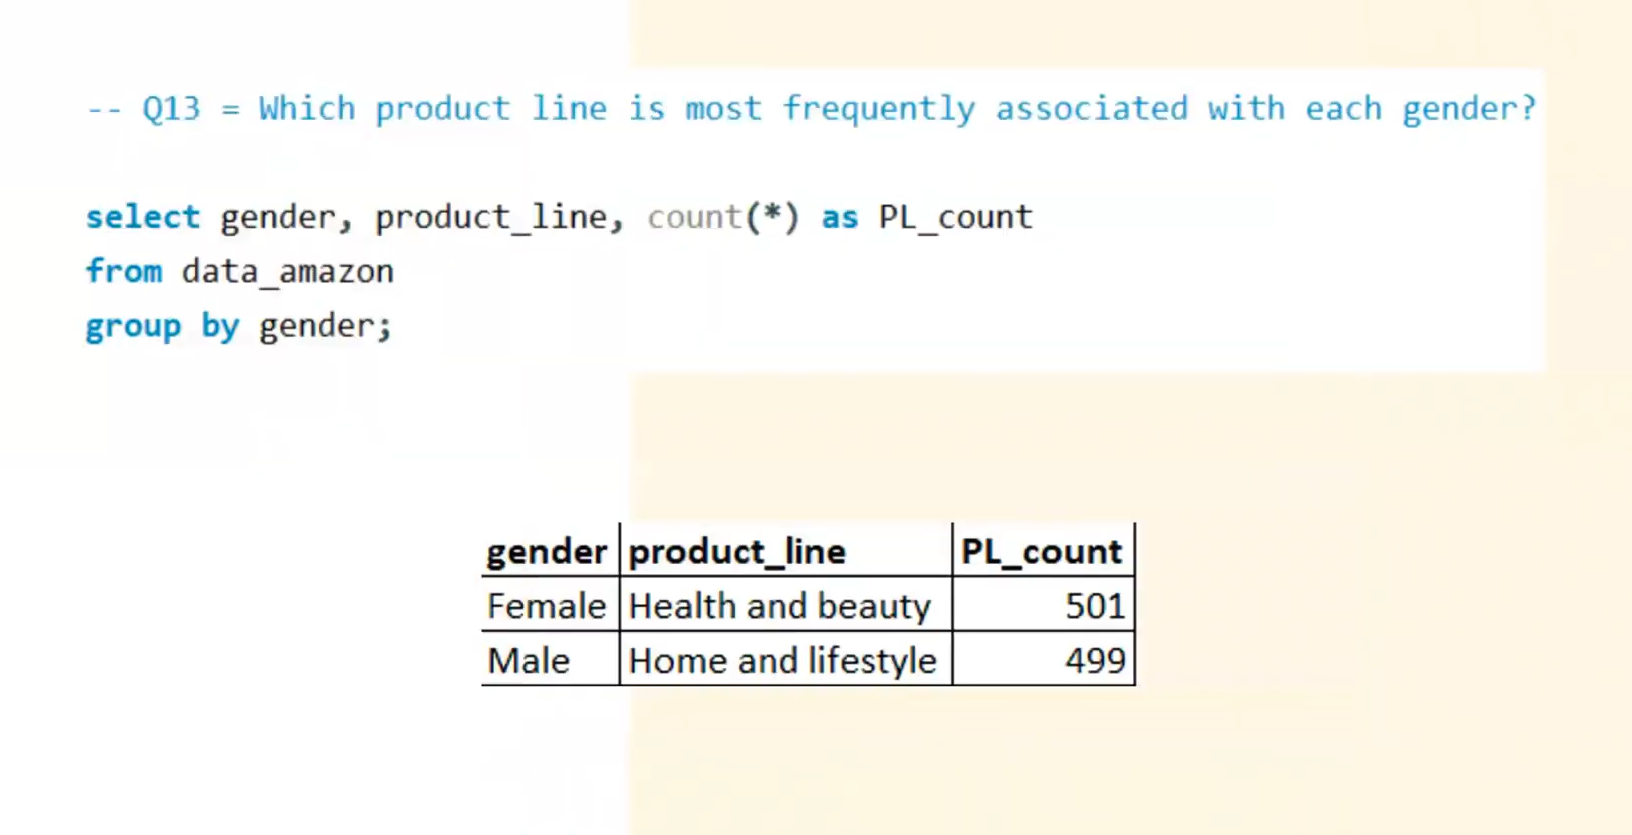 -- Q13 = Which product line is most frequently associated with each gender?
select gender, product_line, count(*) as PL_count
from data_amazon
group by gender;
gender product_line PL_count
Female Health and beauty 501
Male Home and lifestyle 499